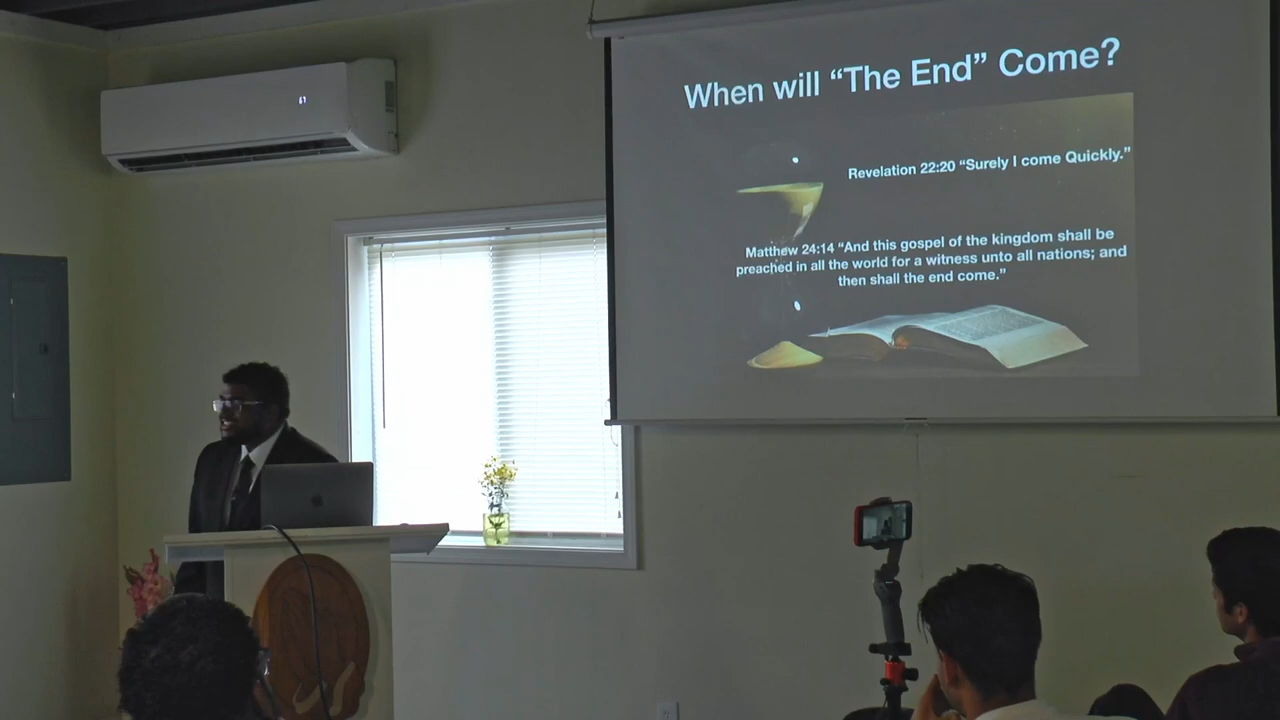 When will “The End” Come?
Revelation 22:20 “Surely I come Quickly.”
Matthew 24:14 “And this gospel of the kingdom shall be
preached in all the world for a witness unto all nations; and
then shall the end come.”